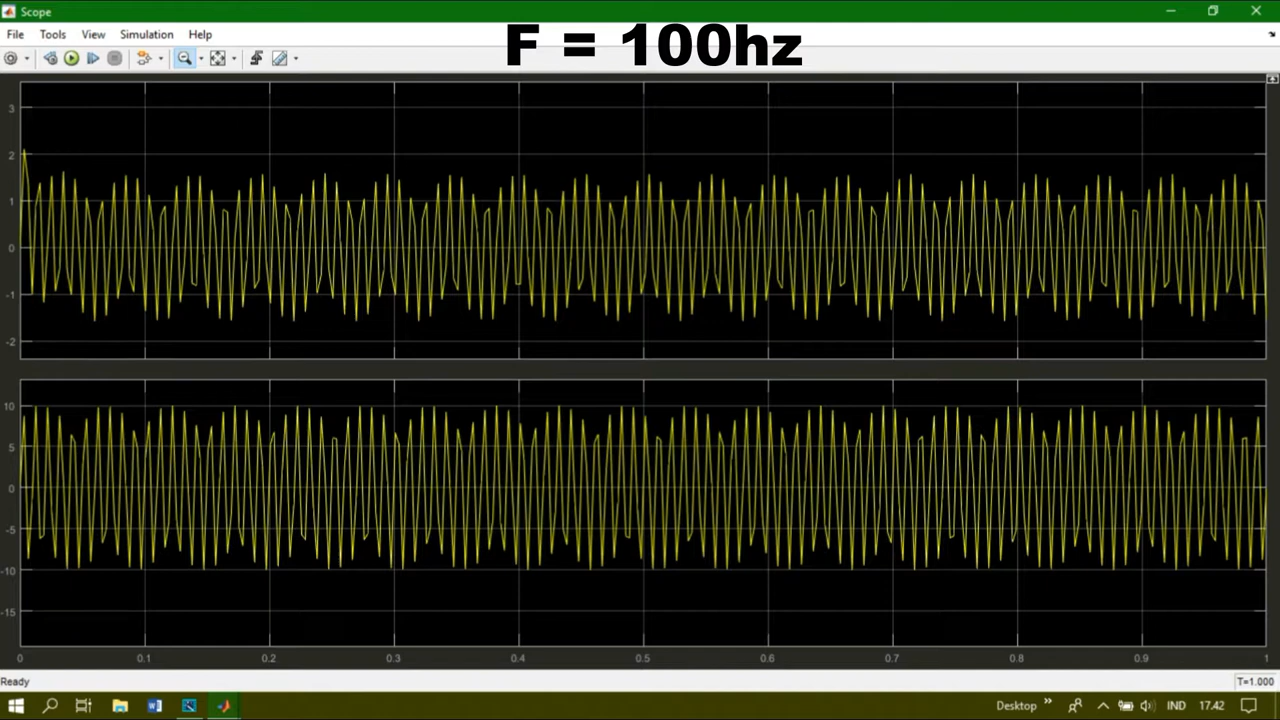 Scope
File Tools View Simulation Help
F = 100hz
3
2
1
0
-1
-2
10
5
0
-5
-10
-15
0 0.1 0.2 0.3 0.4 0.5 0.6 0.7 0.8 0.9 1
Ready T=1.000
Desktop IND 17.42